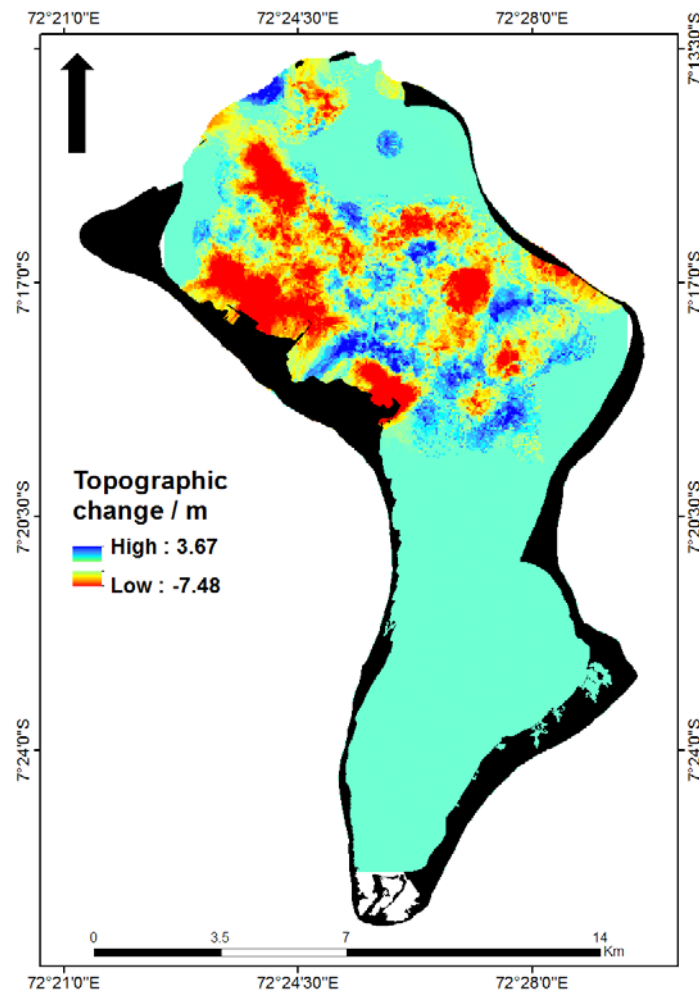 72°21'0"E 72°24'30"E 72°28'0"E
7°13'30"S
7°17'0"S 7°17'0"S
Topographic
change / m
High : 3.67
Low : -7.48
7°20'30"S 7°20'30"S
7°24'0"S 7°24'0"S
0 3.5 7 14
Km
72°21'0"E 72°24'30"E 72°28'0"E